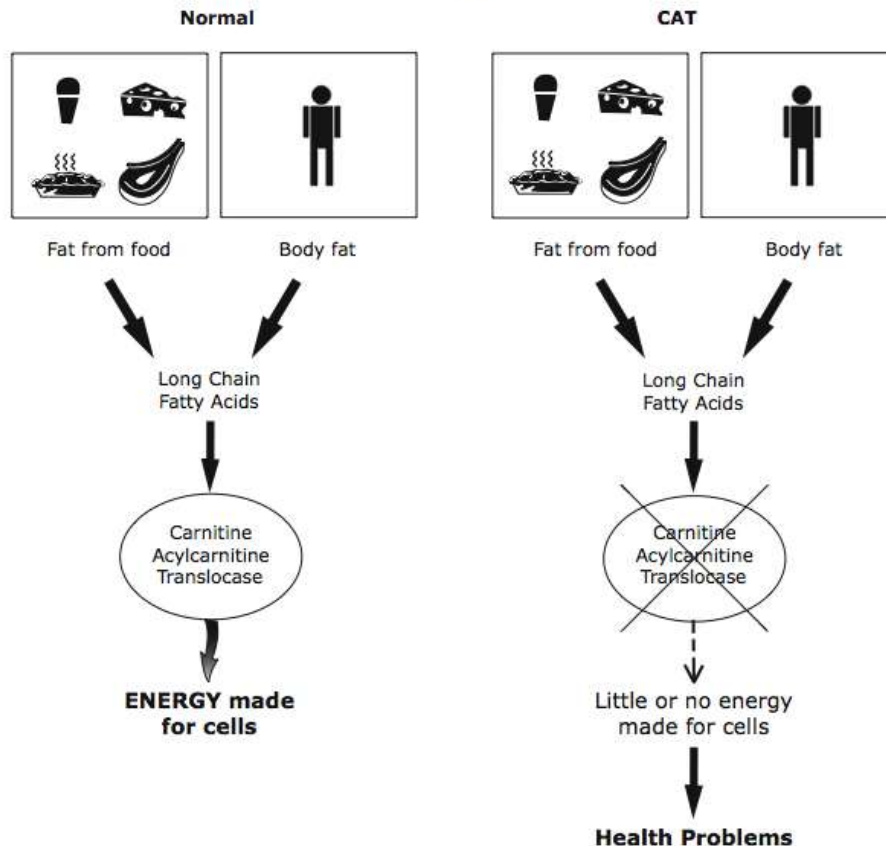 Normal
Fat from food
Body fat
Long Chain
Fatty Acids
Carnitine
Acylcarnitine
Translocase
ENERGY made
for cells
CAT
Fat from food
Body fat
Long Chain
Fatty Acids
Carnitine
Acylcarnitine
Translocase
Little or no energy
made for cells
Health Problems